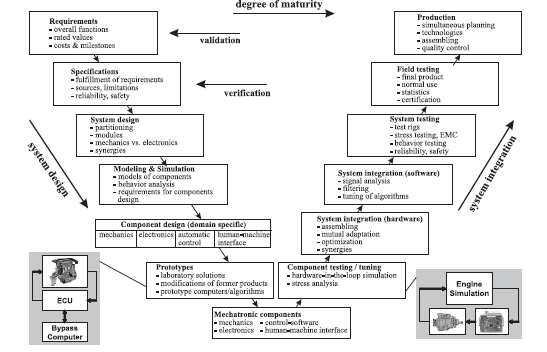 degree of maturity
Requirements
- overall functions
- rated values
- costs & milestones
validation
Production
- simultaneous planning
- technologies
- assembling
- quality control
Specifications
- fulfillment of requirements
- sources, limitations
- reliability, safety
verification
Field testing
- final product
- normal use
- statistics
- certification
System design
- partitioning
- modules
- mechanics vs. electronics
- synergies
System testing
- test rigs
- stress testing, EMC
- behavior testing
- reliability, safety
system design
system integration
Modeling & Simulation
- models of components
- behavior analysis
- requirements for components
design
System integration (software)
- signal analysis
- filtering
- tuning of algorithms
Component design (domain specific)
mechanics
electronics
automatic
control
human-machine
interface
System integration (hardware)
- assembling
- mutual adaptation
- optimization
- synergies
Prototypes
- laboratory solutions
- modifications of former products
- prototype computers/algorithms
Component testing / tuning
- hardware-in-the-loop simulation
- stress analysis
ECU
Bypass
Computer
Engine
Simulation
Mechatronic components
- mechanics - control-software
- electronics - human-machine interface